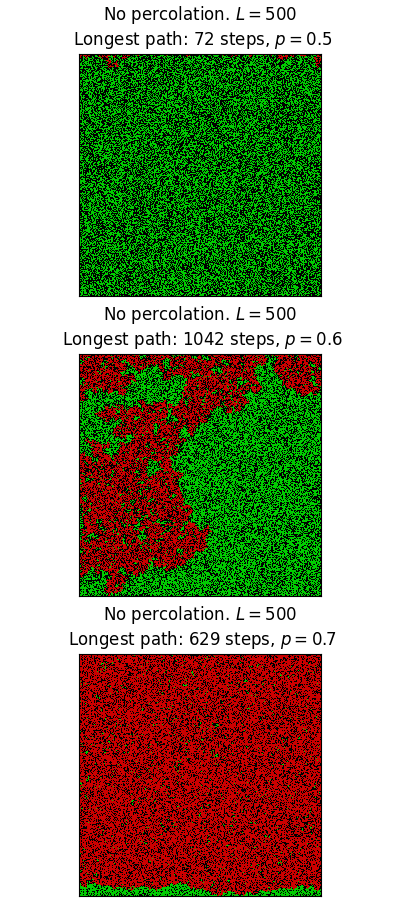 No percolation. L = 500
Longest path: 72 steps, p = 0.5
No percolation. L = 500
Longest path: 1042 steps, p = 0.6
No percolation. L = 500
Longest path: 629 steps, p = 0.7